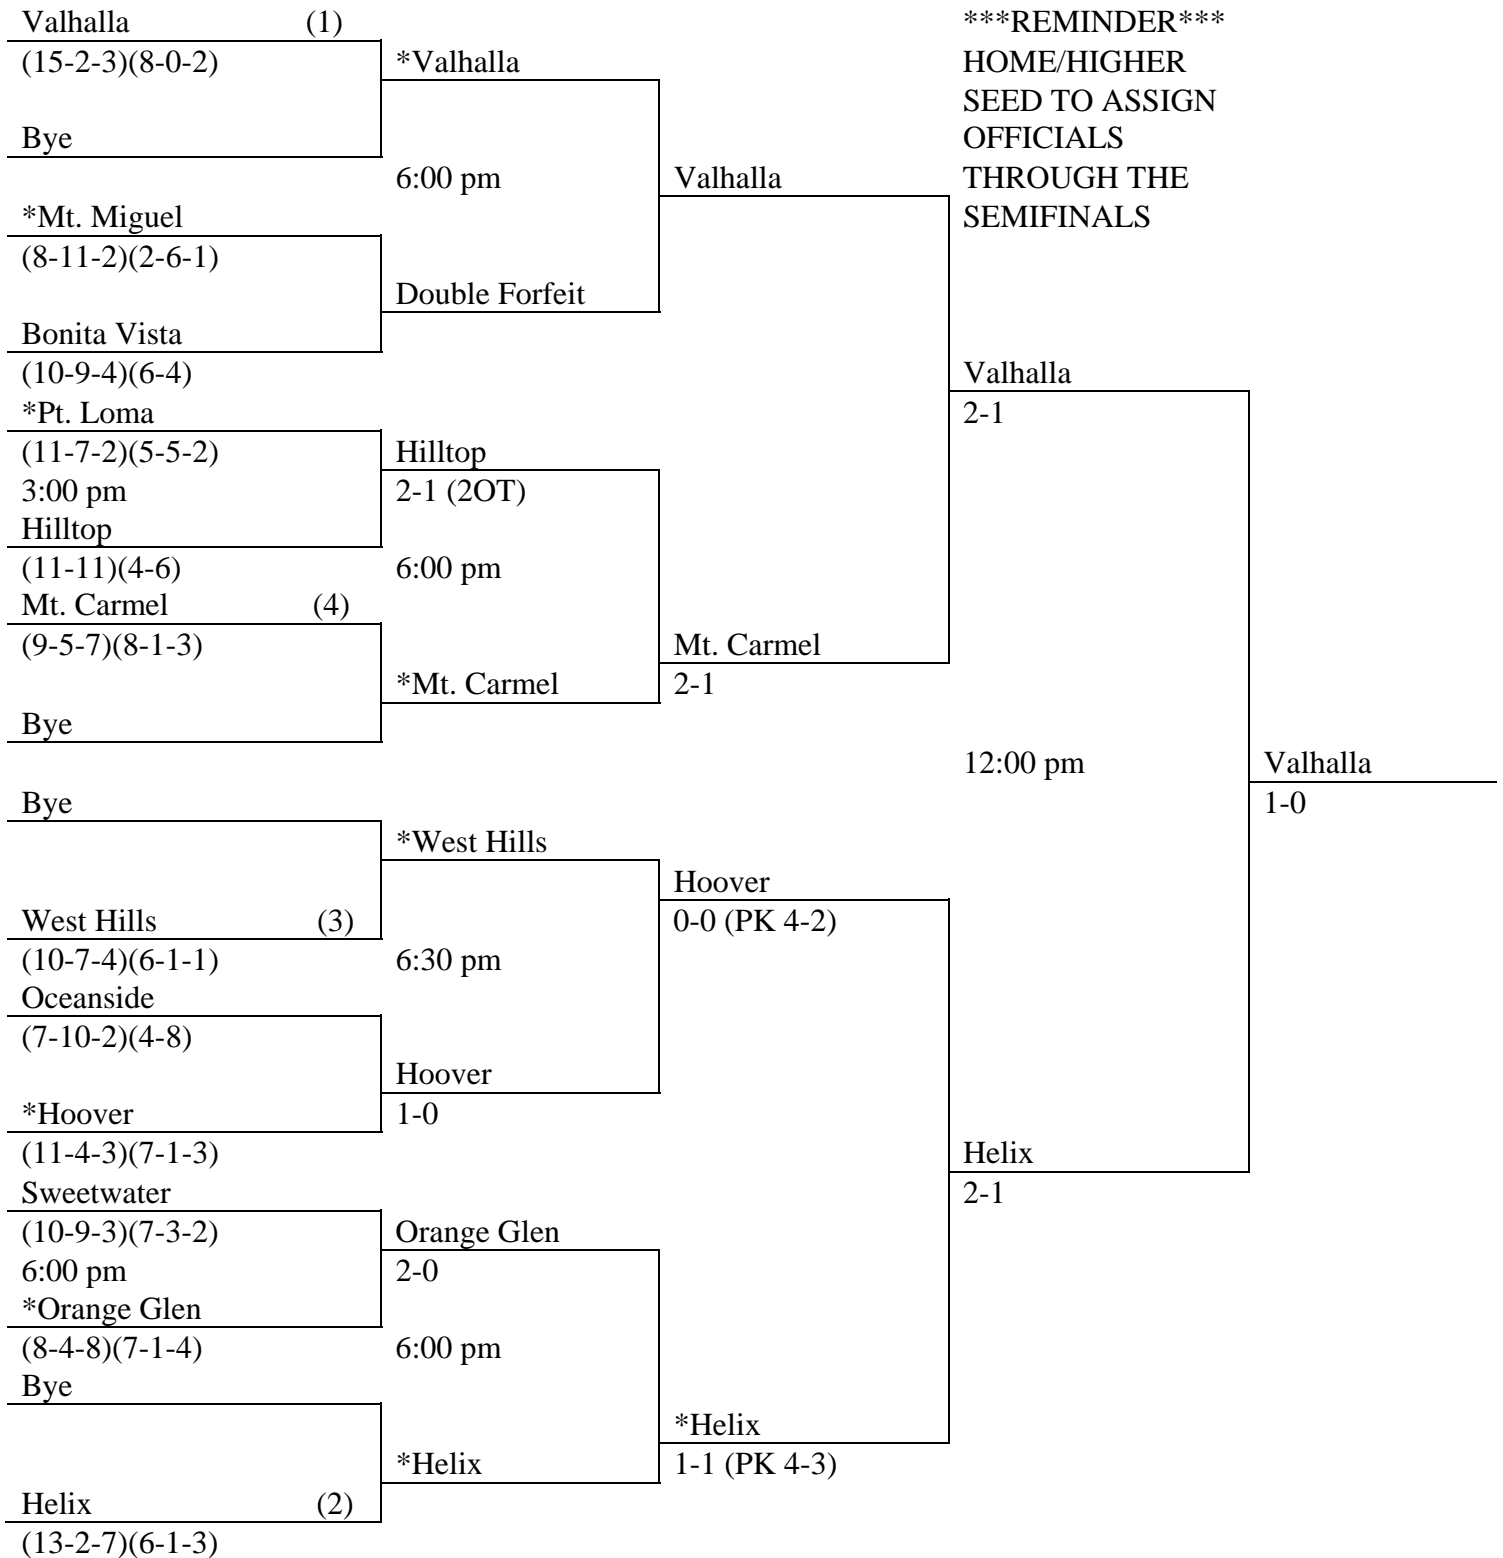 Valhalla (1)
(15-2-3)(8-0-2)
Bye
*Mt. Miguel
(8-11-2)(2-6-1)
Bonita Vista
(10-9-4)(6-4)
*Pt. Loma
(11-7-2)(5-5-2)
3:00 pm
Hilltop
(11-11)(4-6)
Mt. Carmel (4)
(9-5-7)(8-1-3)
Bye
Bye
West Hills (3)
(10-7-4)(6-1-1)
Oceanside
(7-10-2)(4-8)
*Hoover
(11-4-3)(7-1-3)
Sweetwater
(10-9-3)(7-3-2)
6:00 pm
*Orange Glen
(8-4-8)(7-1-4)
Bye
Helix (2)
(13-2-7)(6-1-3)
*Valhalla
6:00 pm
Double Forfeit
Hilltop
2-1 (2OT)
6:00 pm
*Mt. Carmel
*West Hills
6:30 pm
Hoover
1-0
Orange Glen
2-0
6:00 pm
*Helix
Valhalla
Mt. Carmel
2-1
Hoover
0-0 (PK 4-2)
*Helix
1-1 (PK 4-3)
***REMINDER***
HOME/HIGHER
SEED TO ASSIGN
OFFICIALS
THROUGH THE
SEMIFINALS
Valhalla
2-1
12:00 pm
Helix
2-1
Valhalla
1-0